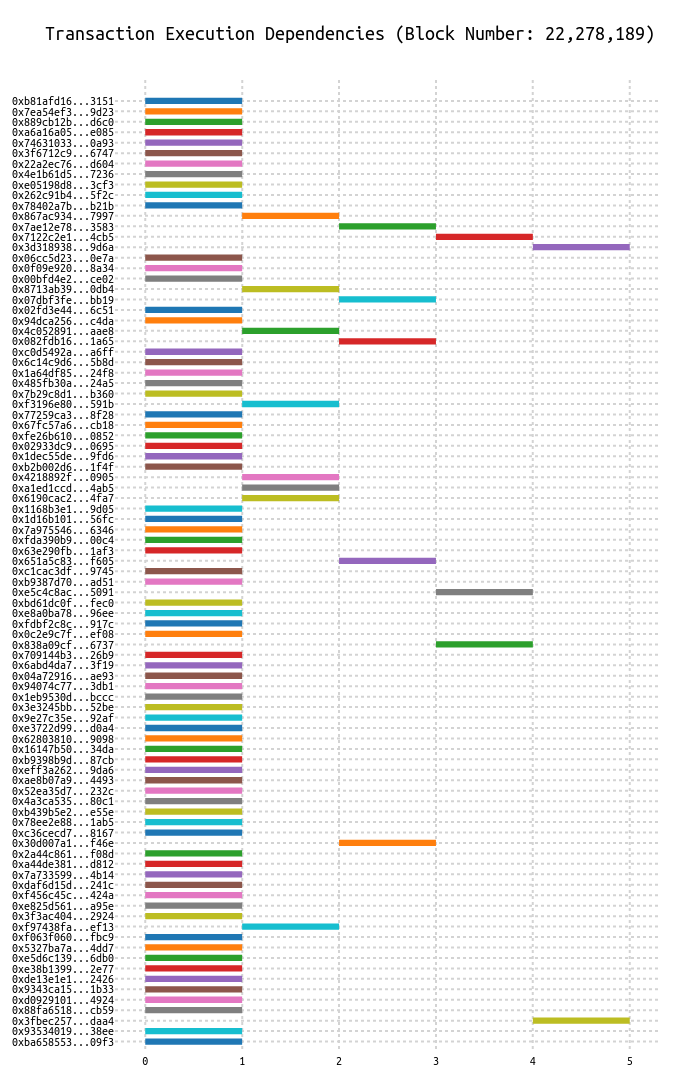 Transaction Execution Dependencies (Block Number: 22,278,189)
0xb81afd16...3151
0x7ea54ef3...9d23
0x889cb12b...d6c0
0xa6a16a05...e085
0x74631033...0a93
0x3f6712c9...6747
0x22a2ec76...d604
0x4e1b61d5...7236
0xe05198d8...3cf3
0x262c91b4...5f2c
0x78402a7b...b21b
0x867ac934...7997
0x7ae12e78...3583
0x7122c2e1...4cb5
0x3d318938...9d6a
0x06cc5d23...0e7a
0x0f09e920...8a34
0x00bfd4e2...ce02
0x8713ab39...0db4
0x07dbf3fe...bb19
0x02fd3e44...6c51
0x94dca256...c4da
0x4c052891...aae8
0x082fdb16...1a65
0xc0d5492a...a6ff
0x6c14c9d6...5b8d
0x1a64df85...24f8
0x485fb30a...24a5
0x7b29c8d1...b360
0xf3196e80...591b
0x77259ca3...8f28
0x67fc57a6...cb18
0xfe26b610...0852
0x02933dc9...0695
0x1dec55de...9fd6
0xb2b002d6...1f4f
0x4218892f...0905
0xa1ed1ccd...4ab5
0x6190cac2...4fa7
0x1168b3e1...9d05
0x1d16b101...56fc
0x7a975546...6346
0xfda390b9...00c4
0x63e290fb...1af3
0x651a5c83...f605
0xc1cac3df...9745
0xb9387d70...ad51
0xe5c4c8ac...5091
0xbd61dc0f...fec0
0xe8a0ba78...96ee
0xfdbf2c8c...917c
0x0c2e9c7f...ef08
0x838a09cf...6737
0x709144b3...26b9
0x6abd4da7...3f19
0x04a72916...ae93
0x94074c77...3db1
0x1eb9530d...bccc
0x3e3245bb...52be
0x9e27c35e...92af
0xe3722d99...d0a4
0x62803810...9098
0x16147b50...34da
0xb9398b9d...87cb
0xeff3a262...9da6
0xae8b07a9...4493
0x52ea35d7...232c
0x4a3ca535...80c1
0xb439b5e2...e55e
0x78ee2e88...1ab5
0xc36cecd7...8167
0x30d007a1...f46e
0x2a44c861...f08d
0xa44de381...d812
0x7a733599...4b14
0xdaf6d15d...241c
0xf456c45c...424a
0xe825d561...a95e
0x3f3ac404...2924
0xf97438fa...ef13
0xf063f060...fbc9
0x5327ba7a...4dd7
0xe5d6c139...6db0
0xe38b1399...2e77
0xde13e1e1...2426
0x9343ca15...1b33
0xd0929101...4924
0x88fa6518...cb59
0x3fbec257...daa4
0x93534019...38ee
0xba658553...09f3
0 1 2 3 4 5